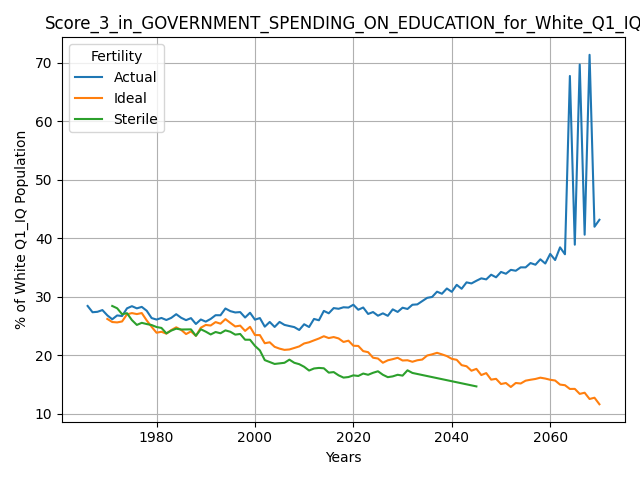 Score_3_in_GOVERNMENT_SPENDING_ON_EDUCATION_for_White_Q1_IQ
Fertility
Actual
Ideal
Sterile
% of White Q1_IQ Population
70
60
50
40
30
20
10
1980 2000 2020 2040 2060
Years